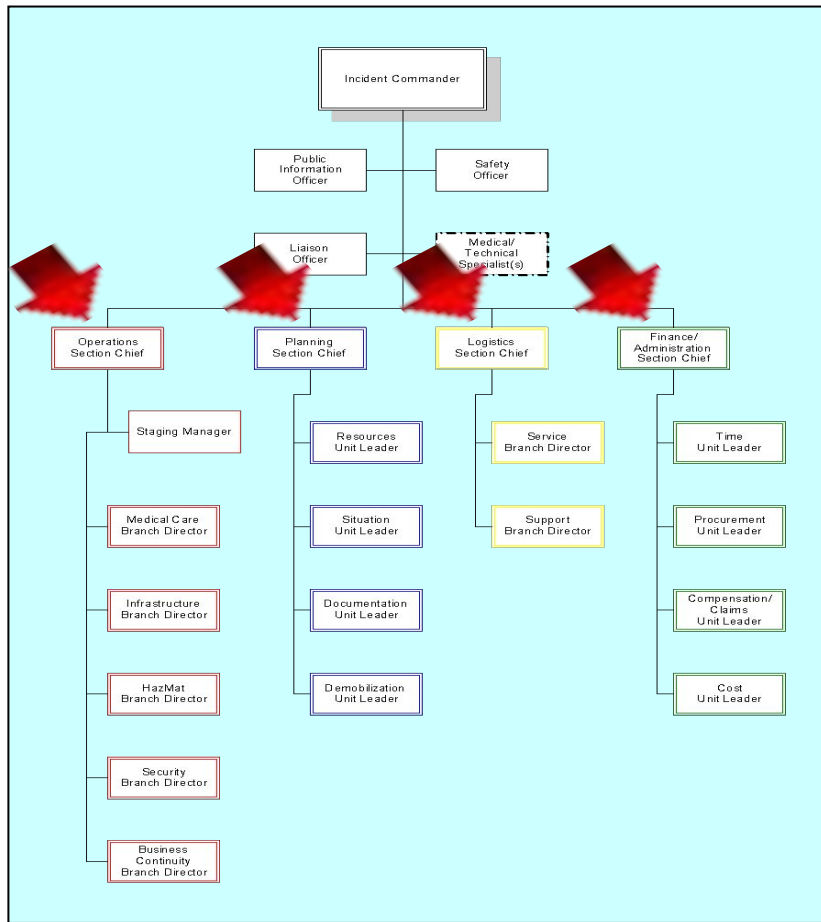 Incident Commander
Public
Information
Officer
Safety
Officer
Liaison
Officer
Medical/
Technical
Specialist(s)
Operations
Section Chief
Planning
Section Chief
Logistics
Section Chief
Finance/
Administration
Section Chief
Staging Manager
Medical Care
Branch Director
Infrastructure
Branch Director
HazMat
Branch Director
Security
Branch Director
Business
Continuity
Branch Director
Resources
Unit Leader
Situation
Unit Leader
Documentation
Unit Leader
Demobilization
Unit Leader
Service
Branch Director
Support
Branch Director
Time
Unit Leader
Procurement
Unit Leader
Compensation/
Claims
Unit Leader
Cost
Unit Leader